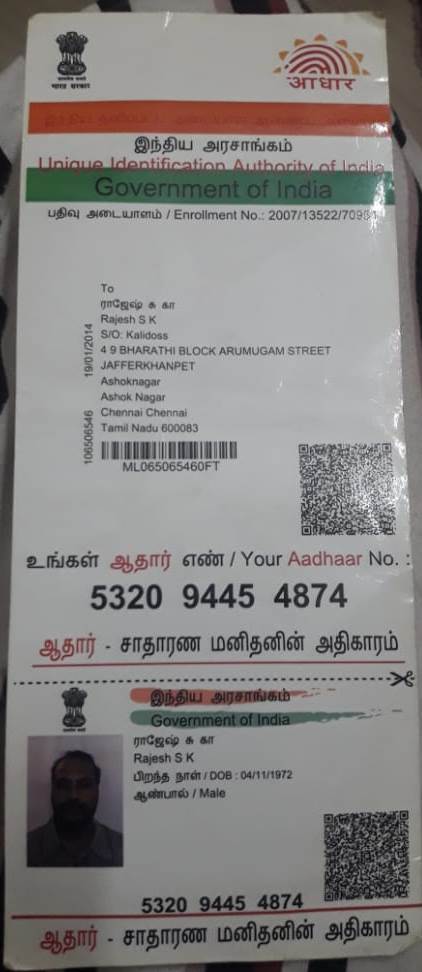 भारत सरकार
आधार
இந்திய அரசாங்கம்
Unique Identification Authority of India
Government of India
பதிவு அடையாளம் / Enrollment No.: 2007/13522/
To
ராஜேஷ் சு கா
Rajesh S K
S/O: Kalidoss
4 9 BHARATHI BLOCK ARUMUGAM STREET
JAFFERKHANPET
Ashoknagar
Ashok Nagar
Chennai Chennai
Tamil Nadu 600083
19/01/2014
106506546
ML065065460FT
உங்கள் ஆதார் எண் / Your Aadhaar No. :
5320 9445 4874
ஆதார் - சாதாரண மனிதனின் அதிகாரம்
இந்திய அரசாங்கம்
Government of India
ராஜேஷ் சு கா
Rajesh S K
பிறந்த நாள் / DOB : 04/11/1972
ஆண்பால் / Male
5320 9445 4874
ஆதார் - சாதாரண மனிதனின் அதிகாரம்